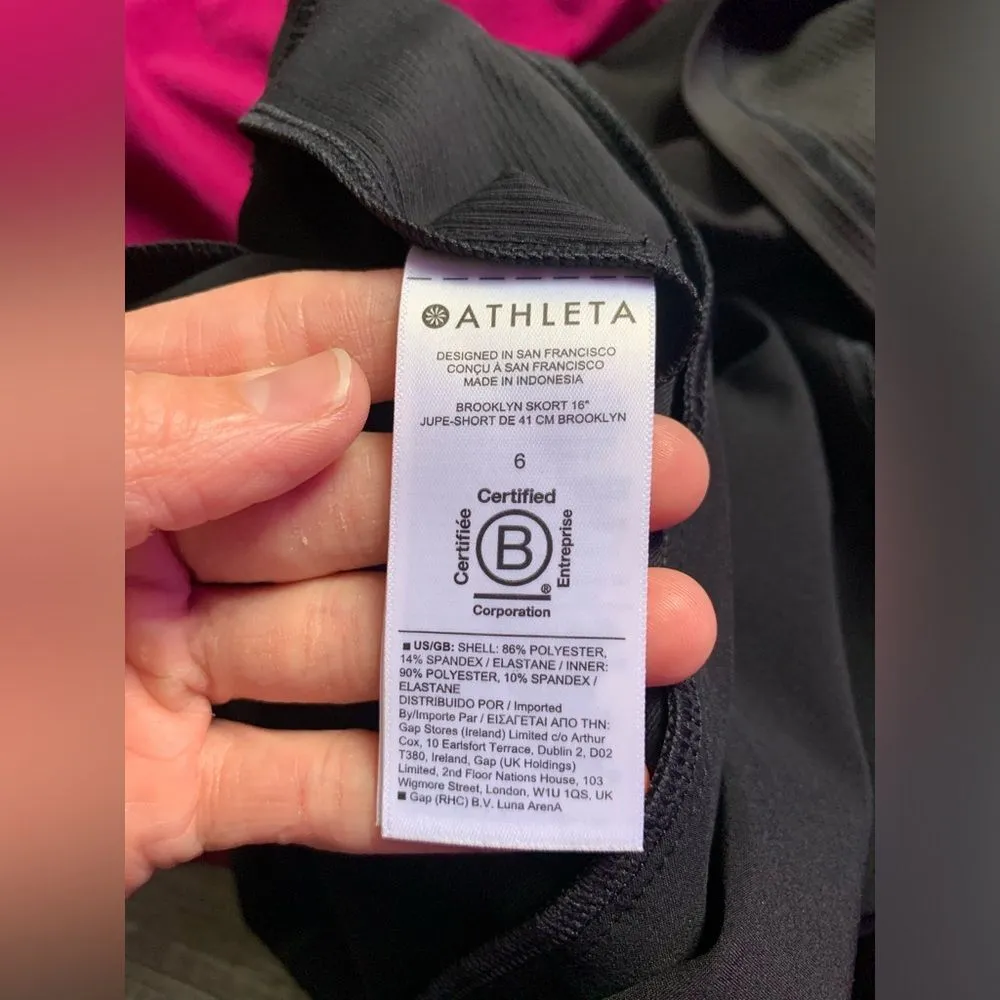 ATHLETA
DESIGNED IN SAN FRANCISCO
CONÇU À SAN FRANCISCO
MADE IN INDONESIA
BROOKLYN SKORT 16"
JUPE-SHORT DE 41 CM BROOKLYN
6
Certified
Certifiée
B
Entreprise
®
Corporation
■ US/GB: SHELL: 86% POLYESTER,
14% SPANDEX / ELASTANE / INNER:
90% POLYESTER, 10% SPANDEX /
ELASTANE
DISTRIBUIDO POR / Imported
By/Importe Par / ΕΙΣΑΓΕΤΑΙ ΑΠΟ ΤΗΝ:
Gap Stores (Ireland) Limited c/o Arthur
Cox, 10 Earlsfort Terrace, Dublin 2, D02
T380, Ireland, Gap (UK Holdings)
Limited, 2nd Floor Nations House, 103
Wigmore Street, London, W1U 1QS, UK
■ Gap (RHC) B.V. Luna ArenA